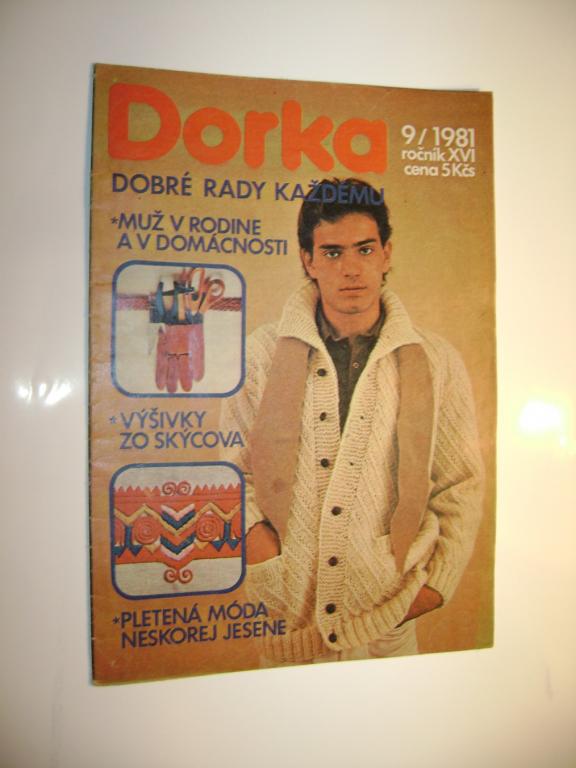 Dorka
9/1981
ročník XVI
cena 5 Kčs
DOBRÉ RADY KAŽDÉMU
*MUŽ V RODINE
A V DOMÁCNOSTI
*VÝŠIVKY
ZO SKÝCOVA
*PLETENÁ MÓDA
NESKOREJ JESENE